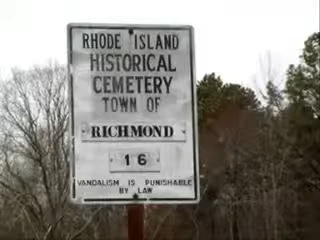 RHODE ISLAND
HISTORICAL
CEMETERY
TOWN OF
RICHMOND
16
VANDALISM IS PUNISHABLE
BY LAW